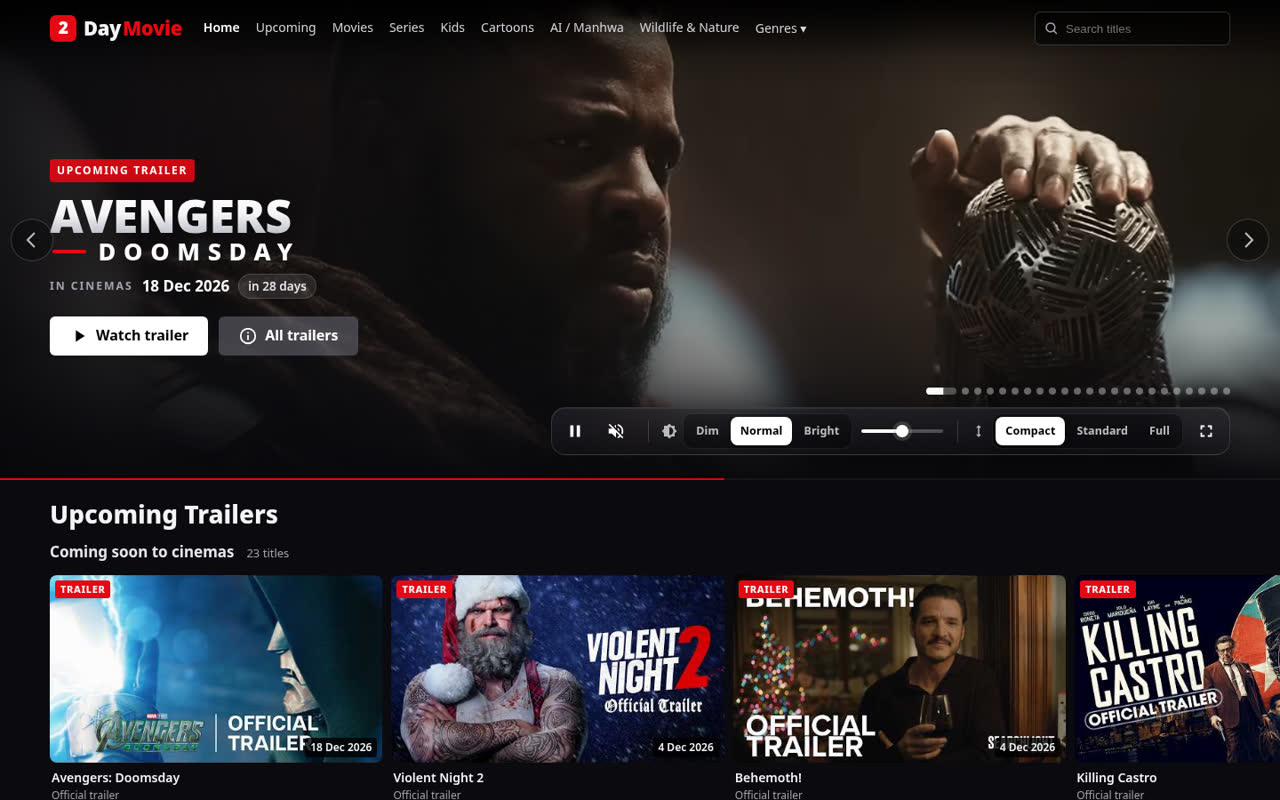 2 DayMovie Home Upcoming Movies Series Kids Cartoons AI / Manhwa Wildlife & Nature Genres ▾ Search titles
UPCOMING TRAILER
AVENGERS
DOOMSDAY
IN CINEMAS 18 Dec 2026 in 28 days
Watch trailer All trailers
Dim Normal Bright Compact Standard Full
Upcoming Trailers
Coming soon to cinemas 23 titles
TRAILER
AVENGERS
DOOMSDAY
OFFICIAL
TRAILER
18 Dec 2026
TRAILER
VIOLENT
NIGHT 2
Official Trailer
4 Dec 2026
TRAILER
BEHEMOTH!
OFFICIAL
TRAILER
4 Dec 2026
TRAILER
AL PACINO
KILLING
CASTRO
OFFICIAL TRAILER
Avengers: Doomsday
Official trailer
Violent Night 2
Official trailer
Behemoth!
Official trailer
Killing Castro
Official trailer